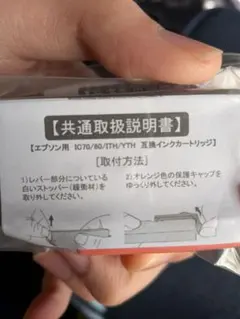 【共通取扱説明書】
【エプソン用 IC70/80/ITH/YTH 互換インクカートリッジ】
[取付方法]
1)レバー部分についている
白いストッパー(緩衝材)を
取り外してください。
2)オレンジ色の保護キャップを
ゆっくり外してください。